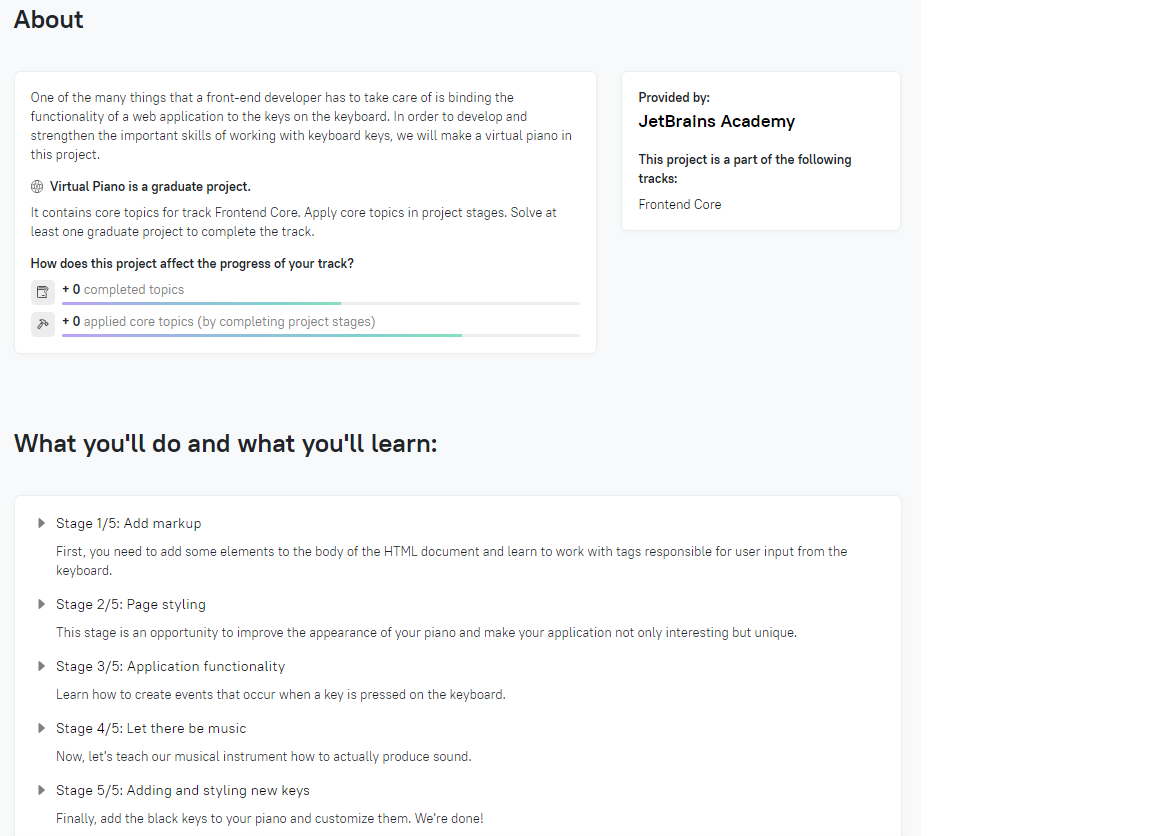 About
One of the many things that a front-end developer has to take care of is binding the
functionality of a web application to the keys on the keyboard. In order to develop and
strengthen the important skills of working with keyboard keys, we will make a virtual piano in
this project.
Virtual Piano is a graduate project.
It contains core topics for track Frontend Core. Apply core topics in project stages. Solve at
least one graduate project to complete the track.
How does this project affect the progress of your track?
+ 0 completed topics
+ 0 applied core topics (by completing project stages)
Provided by:
JetBrains Academy
This project is a part of the following
tracks:
Frontend Core
What you'll do and what you'll learn:
Stage 1/5: Add markup
First, you need to add some elements to the body of the HTML document and learn to work with tags responsible for user input from the
keyboard.
Stage 2/5: Page styling
This stage is an opportunity to improve the appearance of your piano and make your application not only interesting but unique.
Stage 3/5: Application functionality
Learn how to create events that occur when a key is pressed on the keyboard.
Stage 4/5: Let there be music
Now, let's teach our musical instrument how to actually produce sound.
Stage 5/5: Adding and styling new keys
Finally, add the black keys to your piano and customize them. We're done!